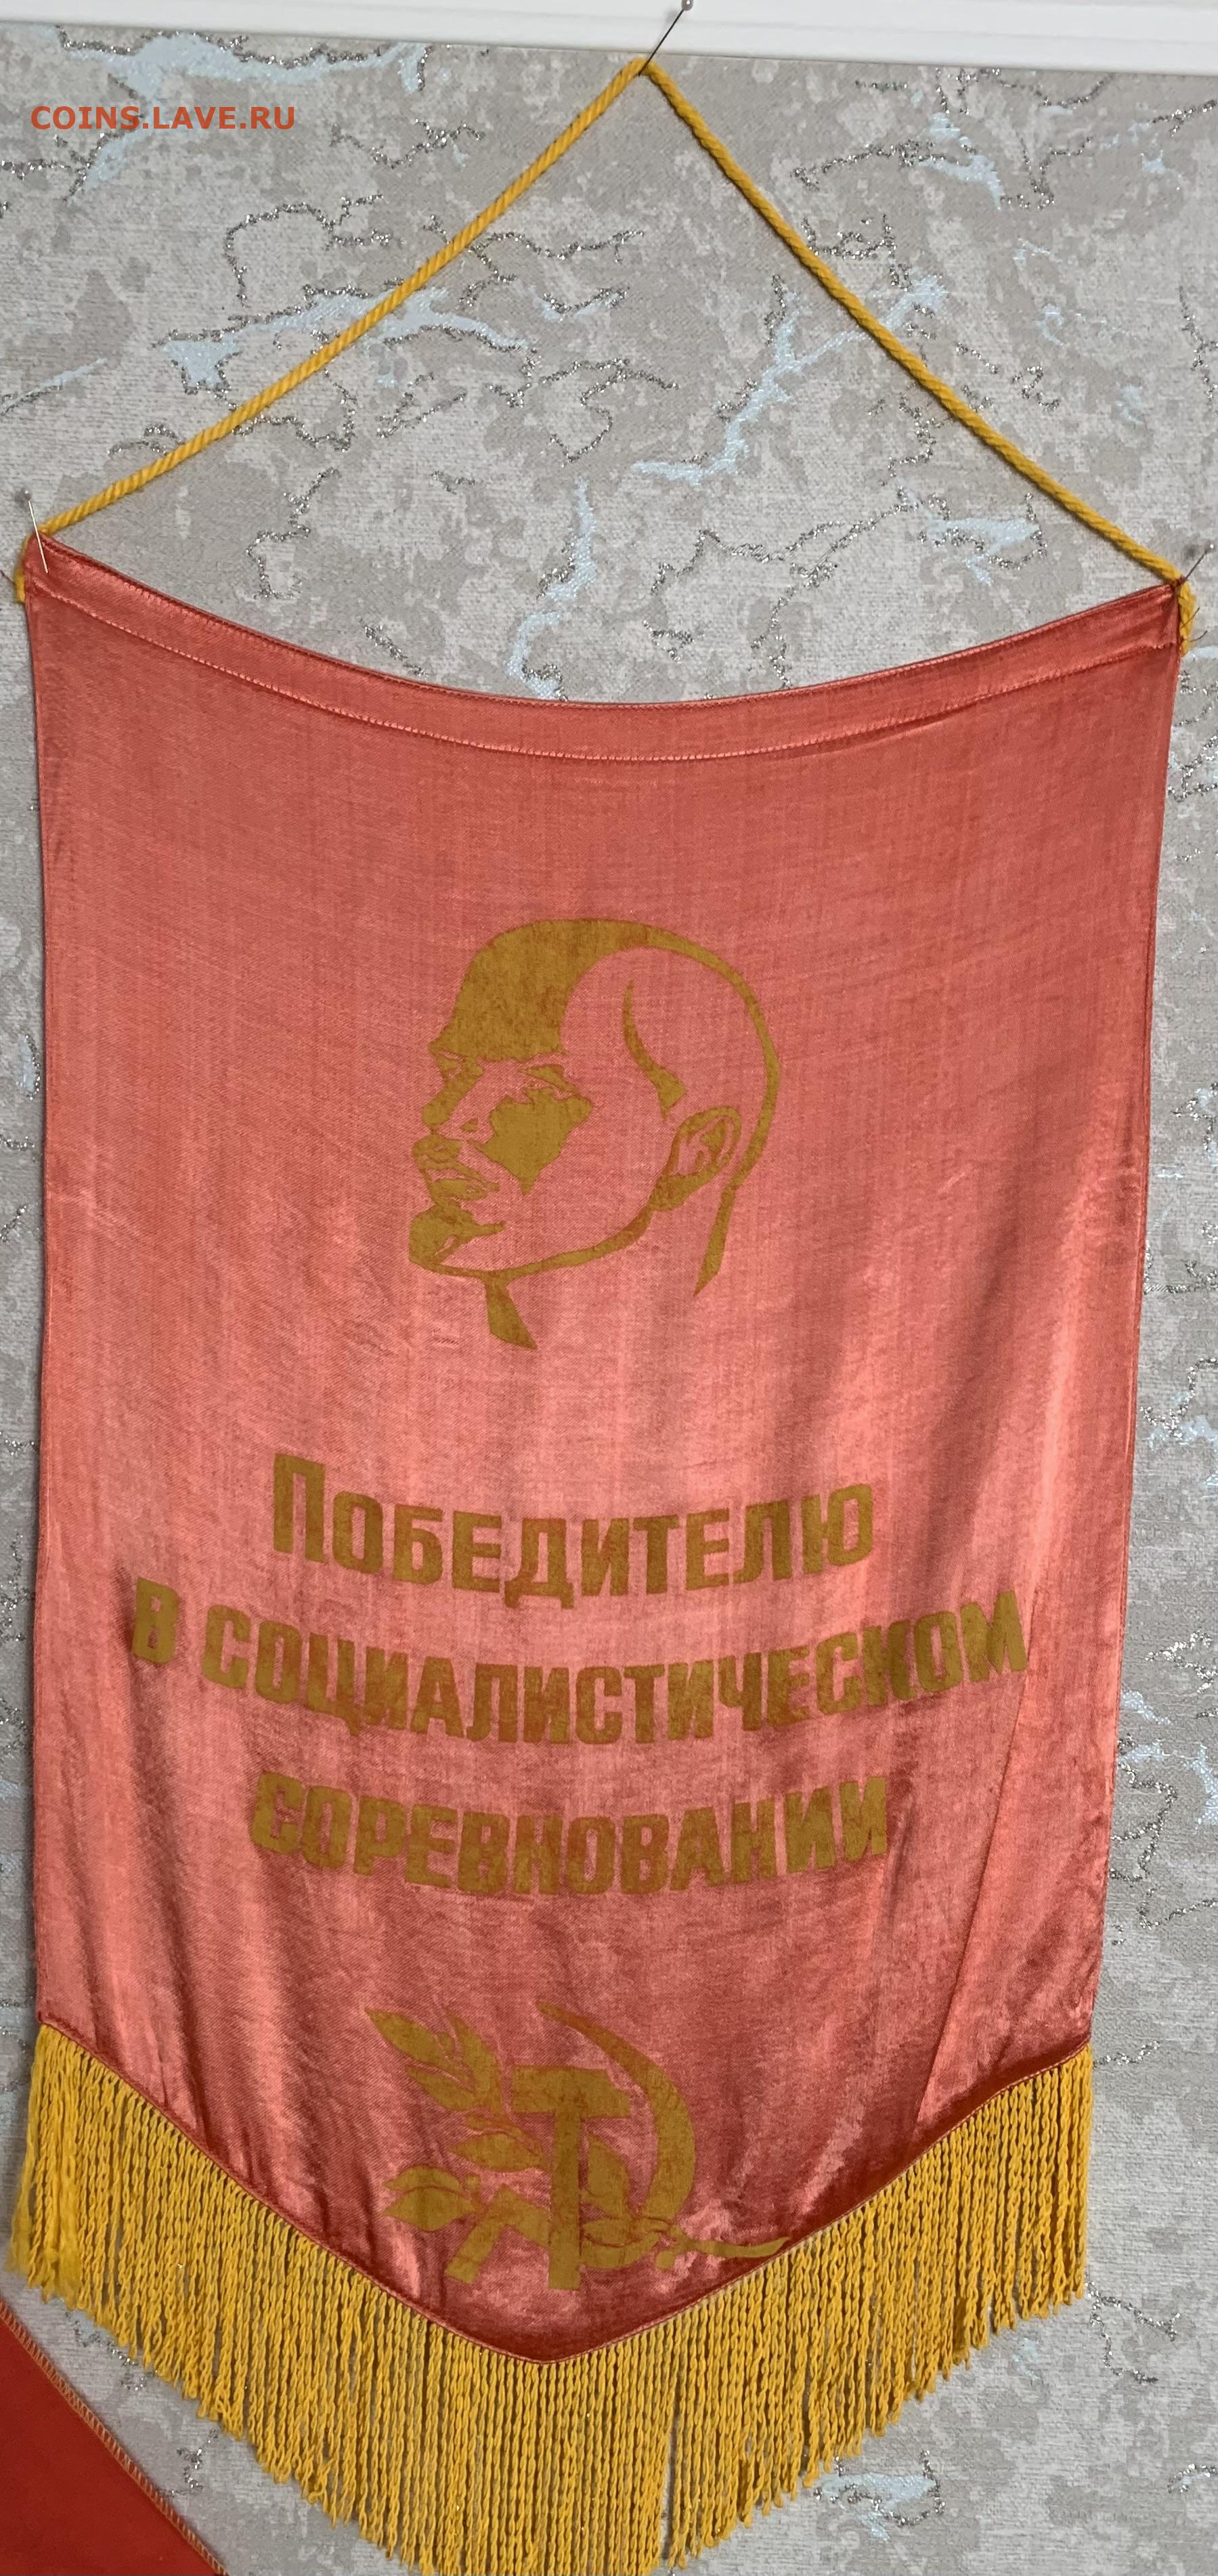 COINS.LAVE.RU
ПОБЕДИТЕЛЮ
В СОЦИАЛИСТИЧЕСКОМ
СОРЕВНОВАНИИ